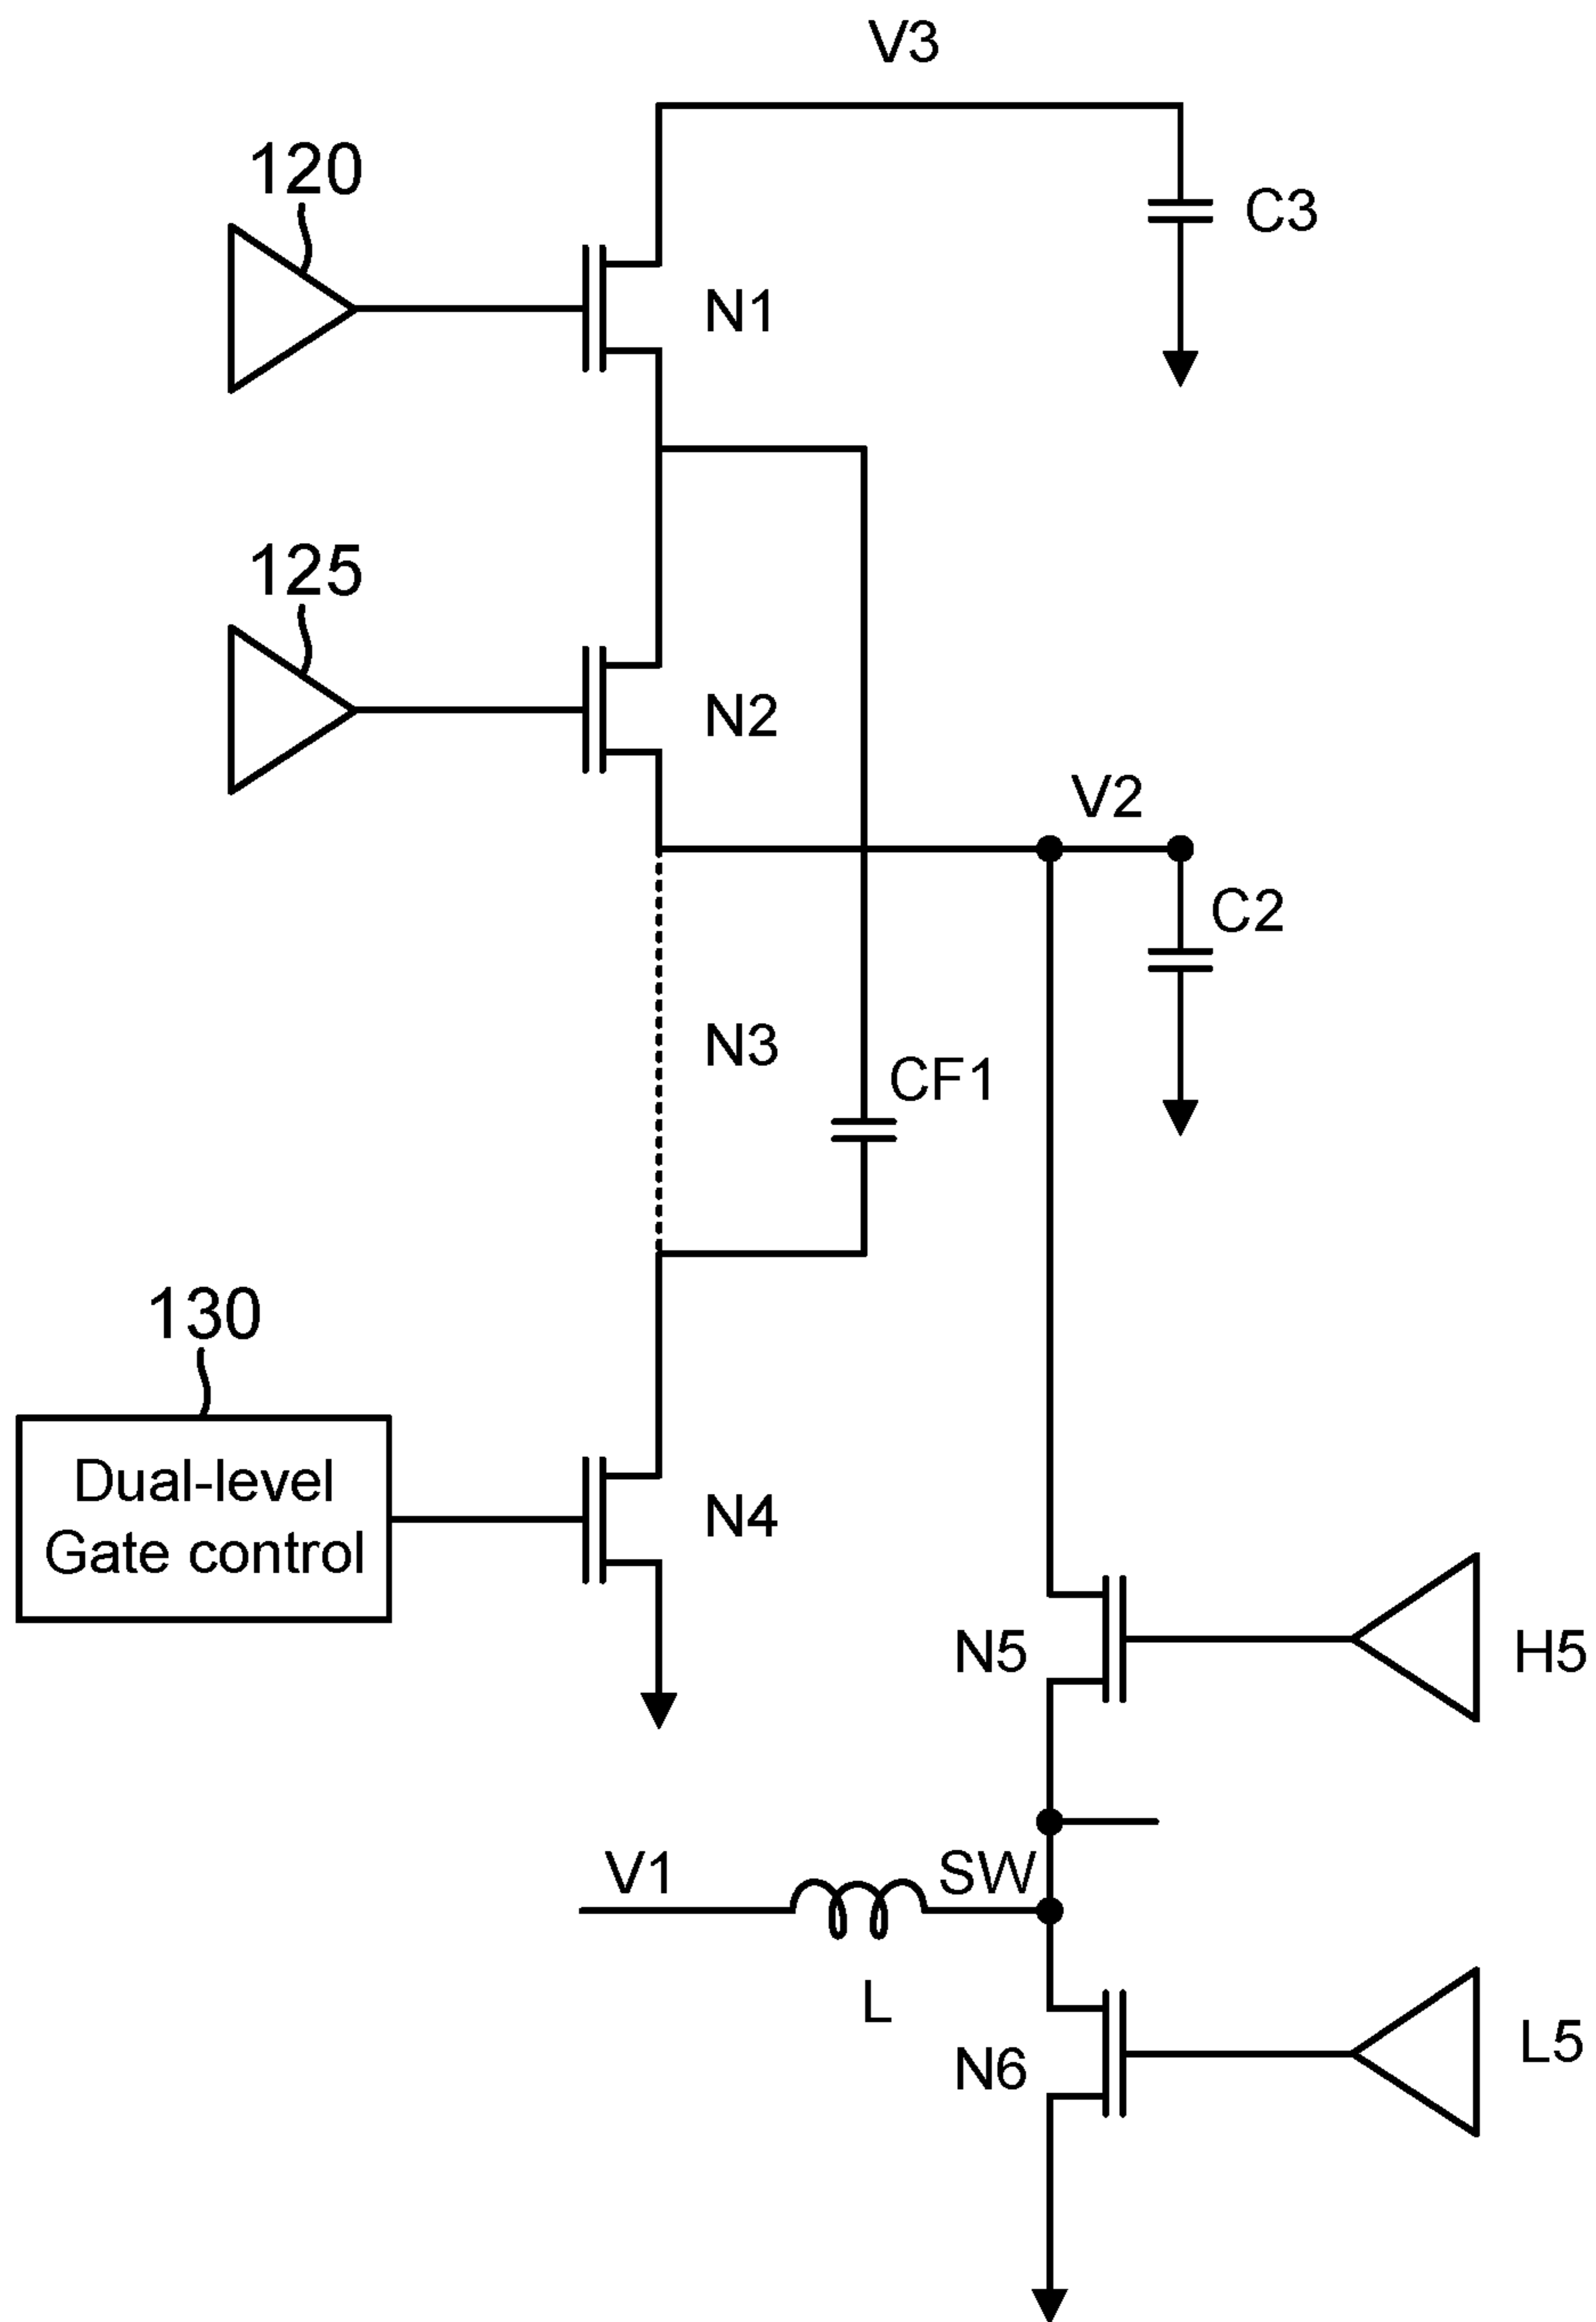 V3
120
C3
N1
125
N2
V2
C2
N3
CF1
130
Dual-level
Gate control
N4
N5
H5
V1
SW
L
N6
L5